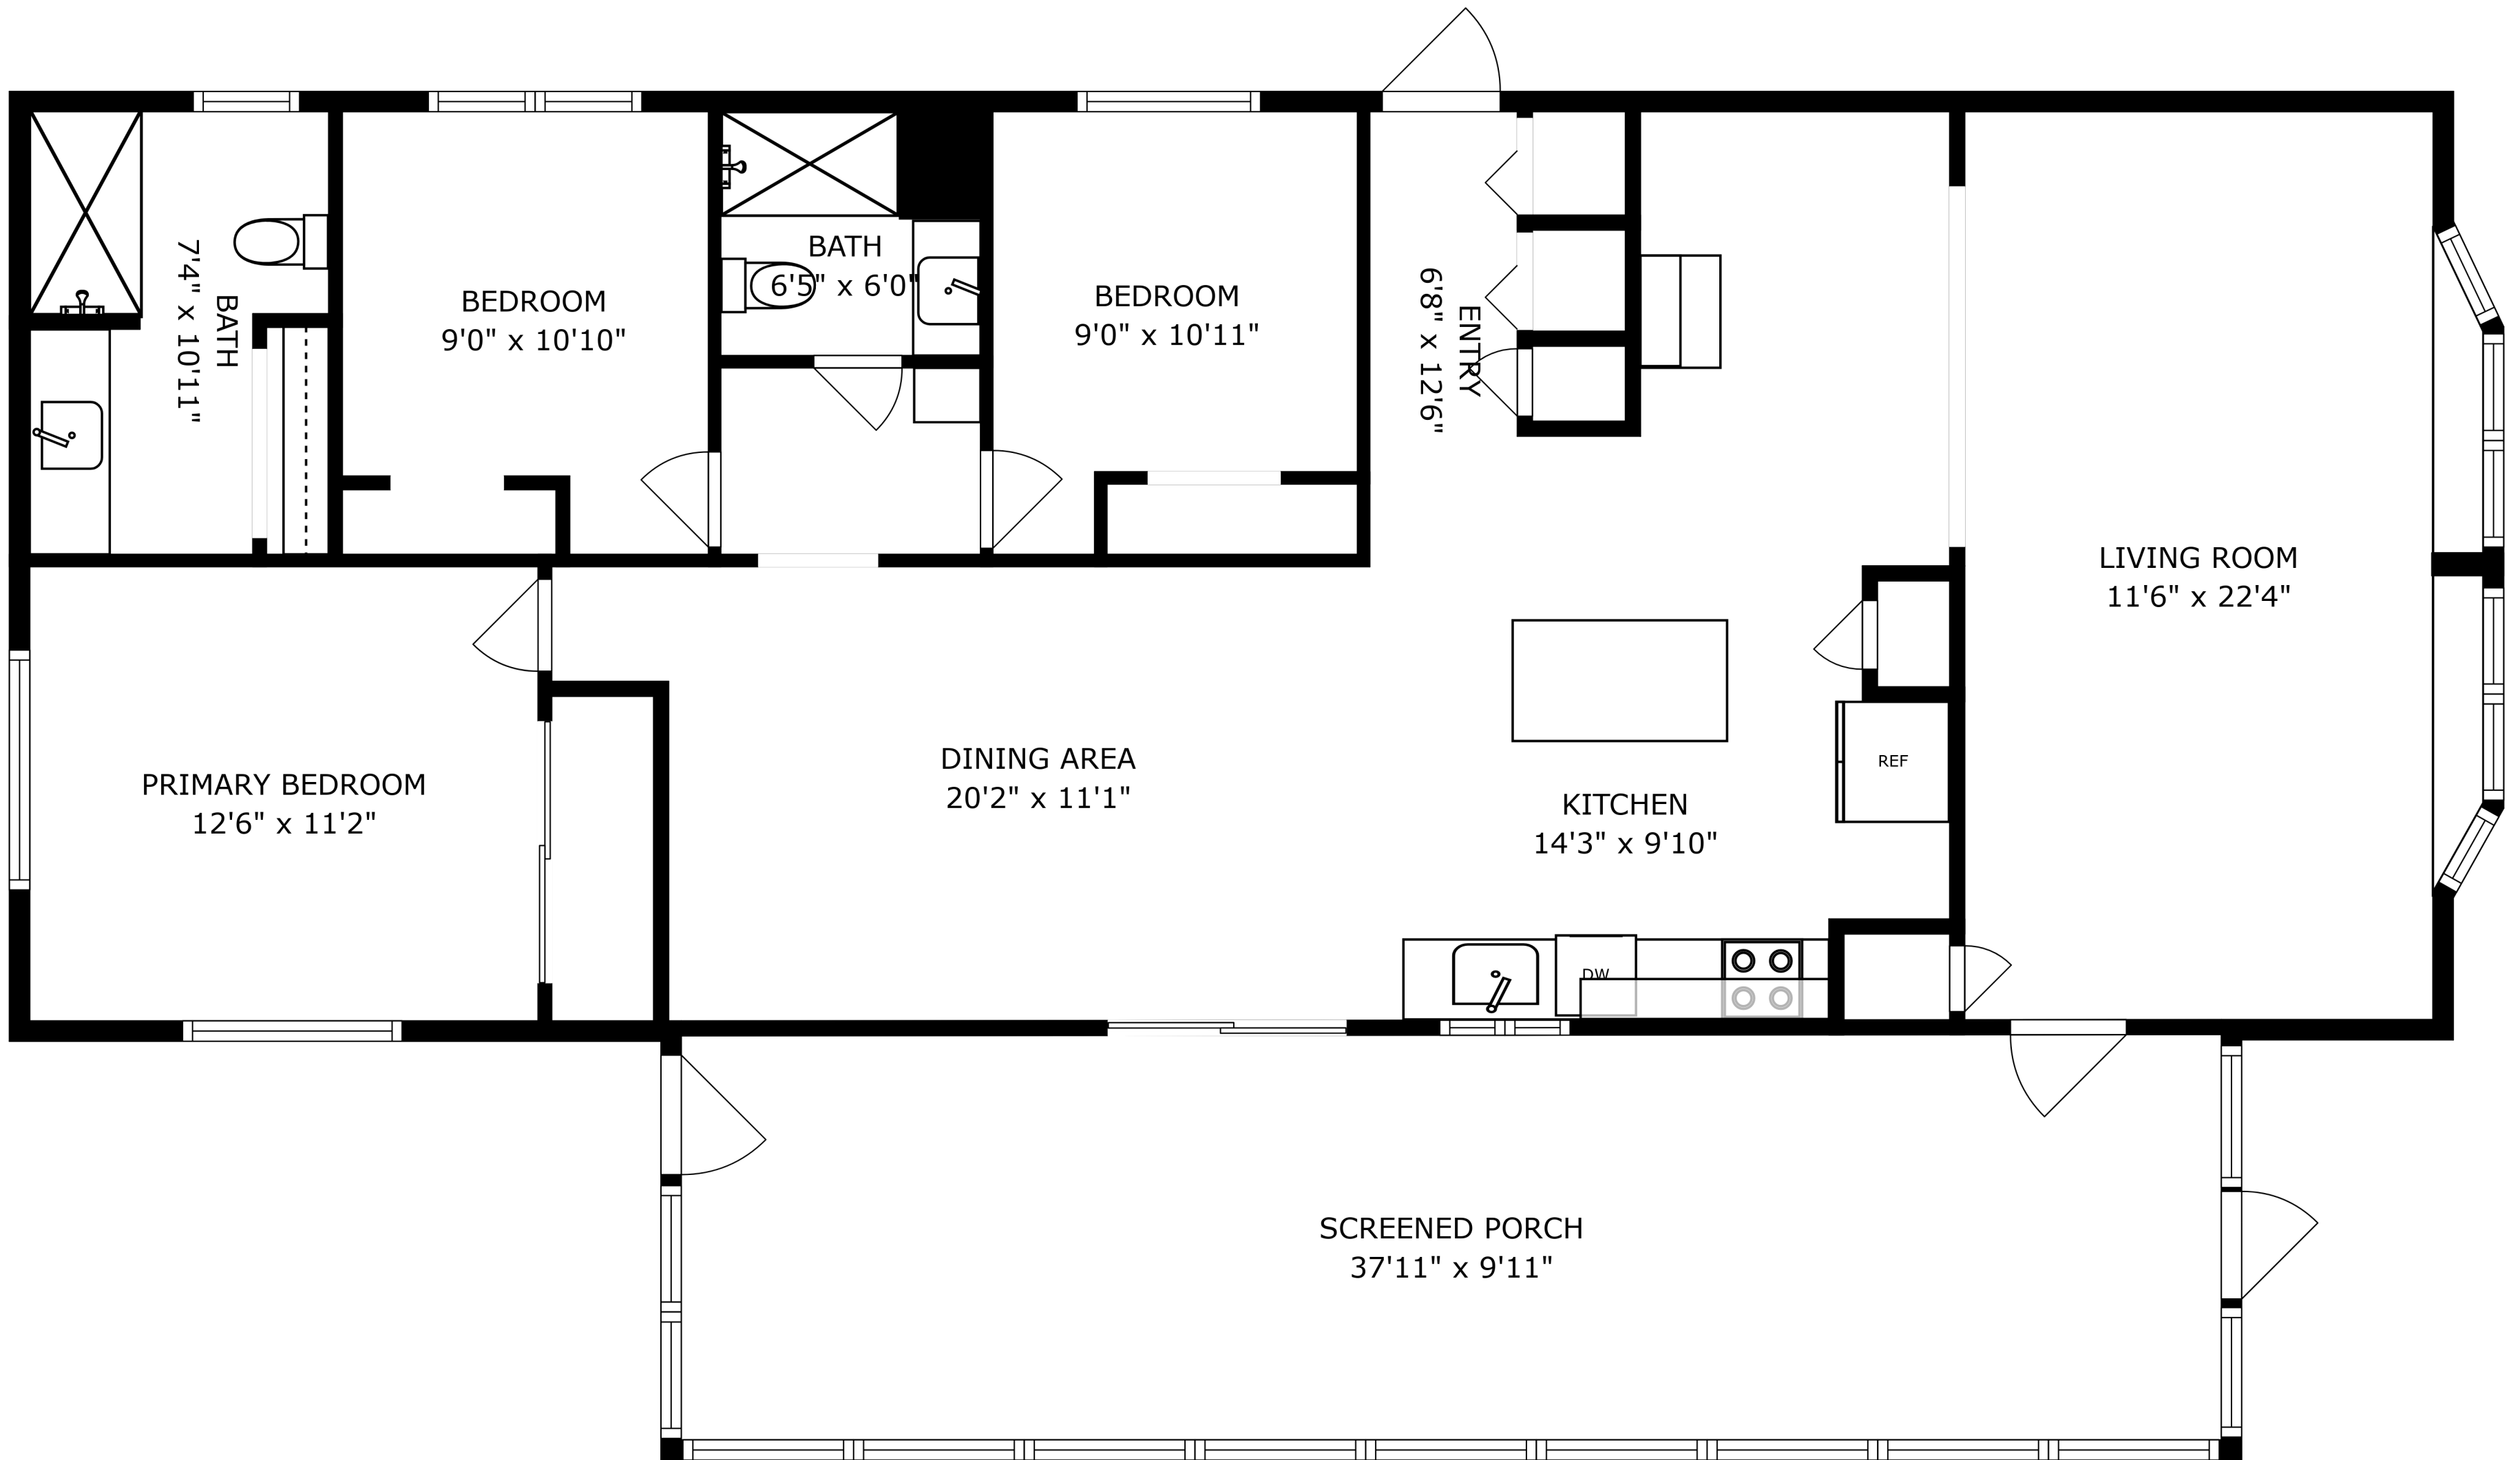 BATH
7'4" x 10'11"
BEDROOM
9'0" x 10'10"
BATH
6'5" x 6'0"
BEDROOM
9'0" x 10'11"
ENTRY
6'8" x 12'6"
LIVING ROOM
11'6" x 22'4"
PRIMARY BEDROOM
12'6" x 11'2"
DINING AREA
20'2" x 11'1"
KITCHEN
14'3" x 9'10"
REF
DW
SCREENED PORCH
37'11" x 9'11"